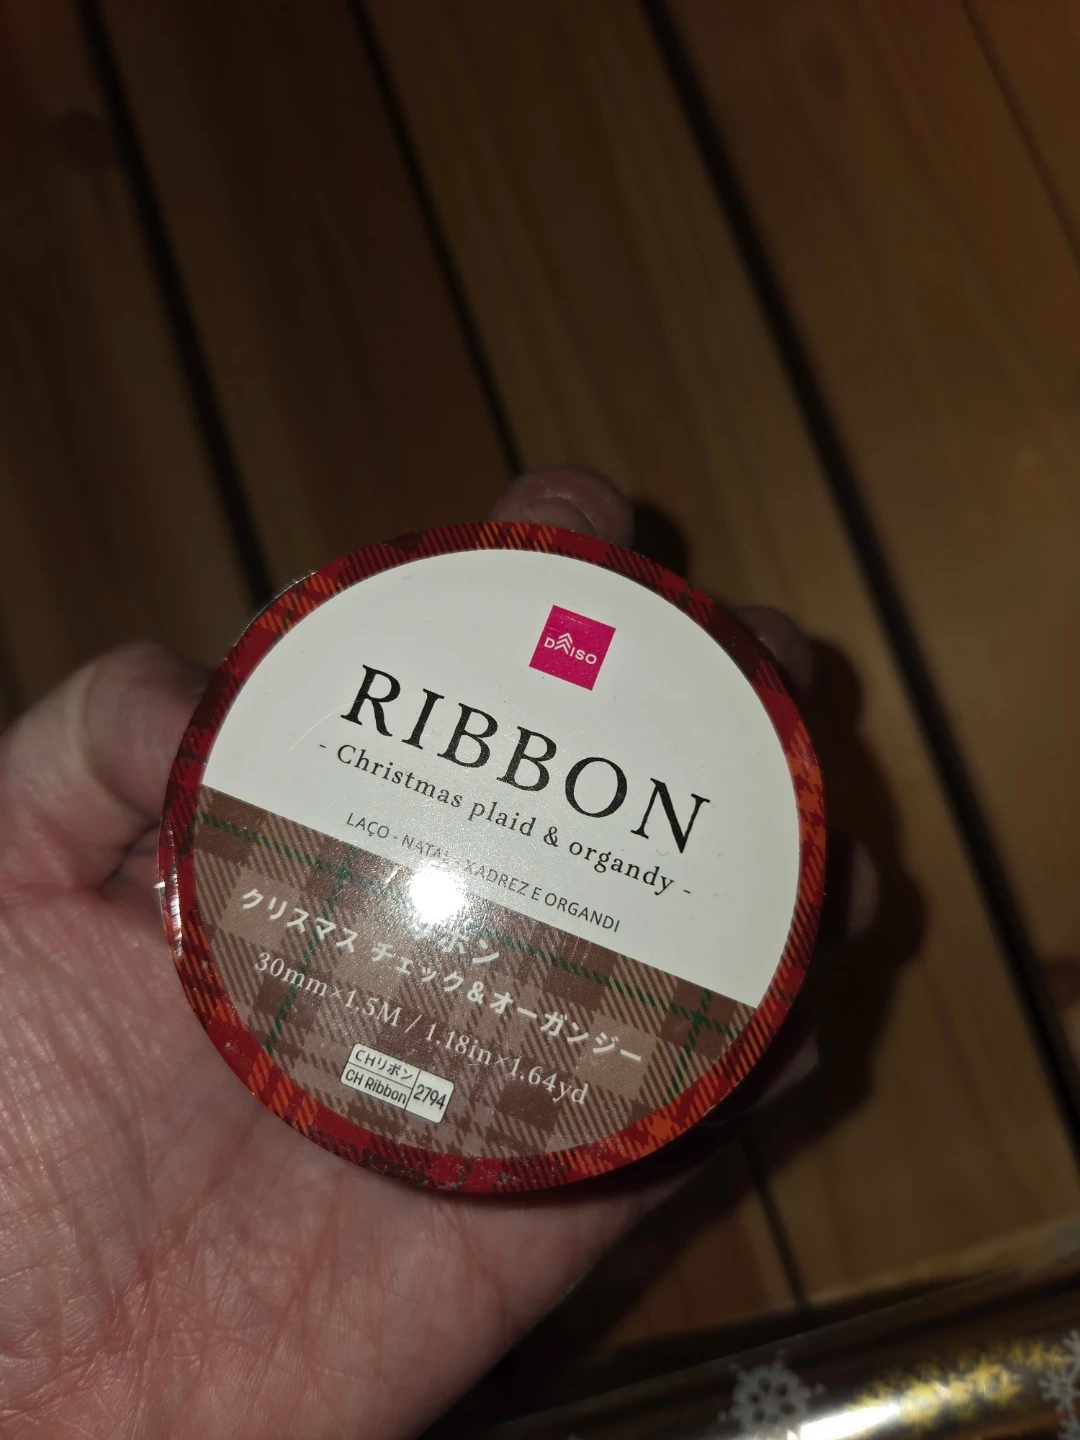 DAISO
RIBBON
- Christmas plaid & organdy -
LAÇO - NATAL XADREZ E ORGANDI
ボン
クリスマス チェック&オーガンジー
30mm×1.5M / 1.18in×1.64yd
CHリボン
CH Ribbon
2794